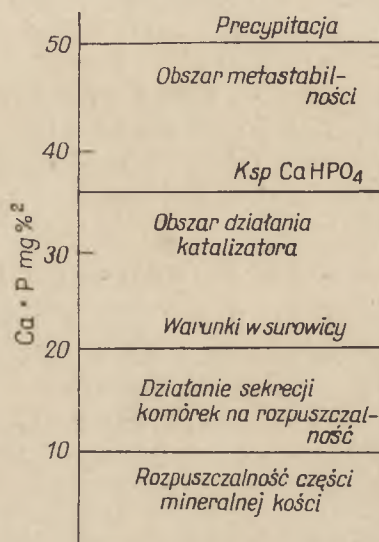 Precypitacja
50
Obszar metastabil-
ności
40
Ksp CaHPO4
Obszar działania
katalizatora
30
Ca · P mg%²
Warunki w surowicy
20
Działanie sekrecji
komórek na rozpuszczal-
ność
10
Rozpuszczalność części
mineralnej kości